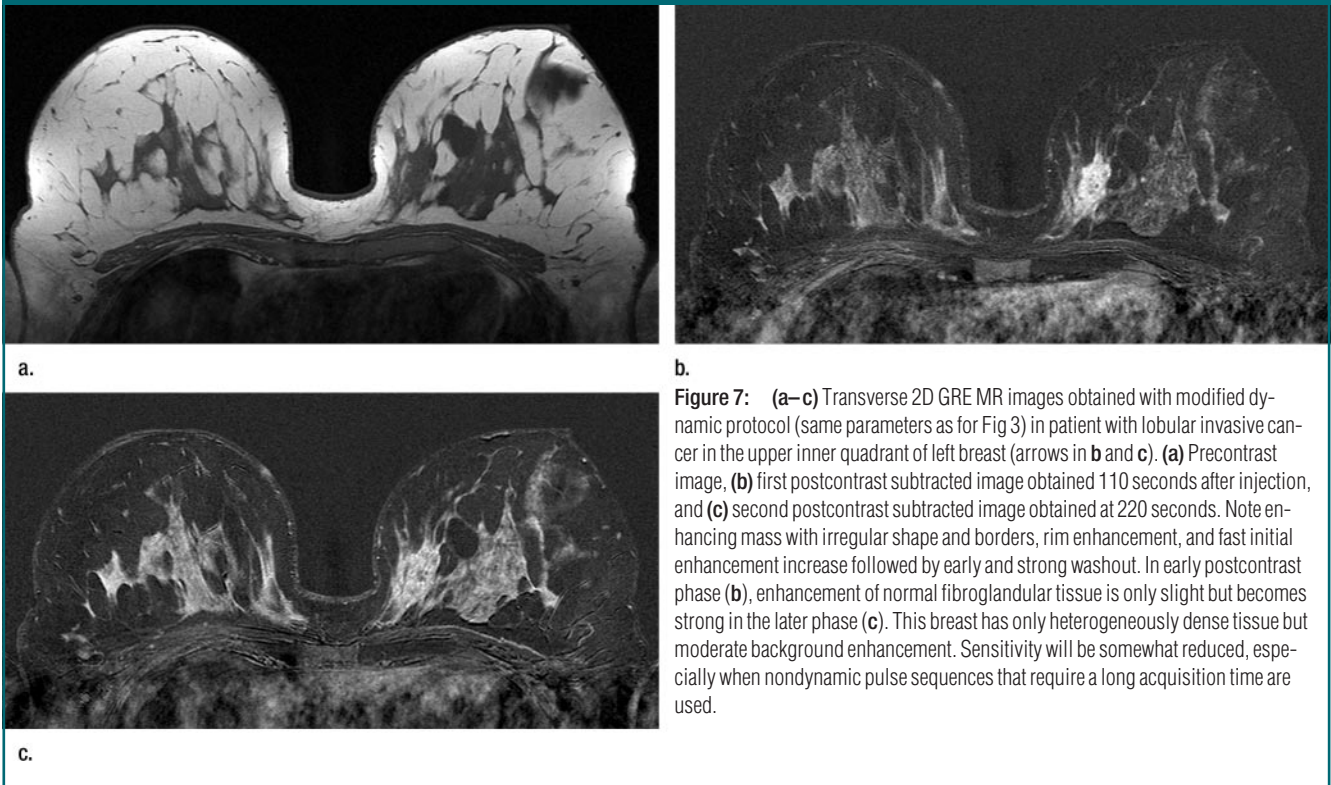 a.
b.
Figure 7: (a–c) Transverse 2D GRE MR images obtained with modified dy-
namic protocol (same parameters as for Fig 3) in patient with lobular invasive can-
cer in the upper inner quadrant of left breast (arrows in b and c). (a) Precontrast
image, (b) first postcontrast subtracted image obtained 110 seconds after injection,
and (c) second postcontrast subtracted image obtained at 220 seconds. Note en-
hancing mass with irregular shape and borders, rim enhancement, and fast initial
enhancement increase followed by early and strong washout. In early postcontrast
phase (b), enhancement of normal fibroglandular tissue is only slight but becomes
strong in the later phase (c). This breast has only heterogeneously dense tissue but
moderate background enhancement. Sensitivity will be somewhat reduced, espe-
cially when nondynamic pulse sequences that require a long acquisition time are
used.
c.